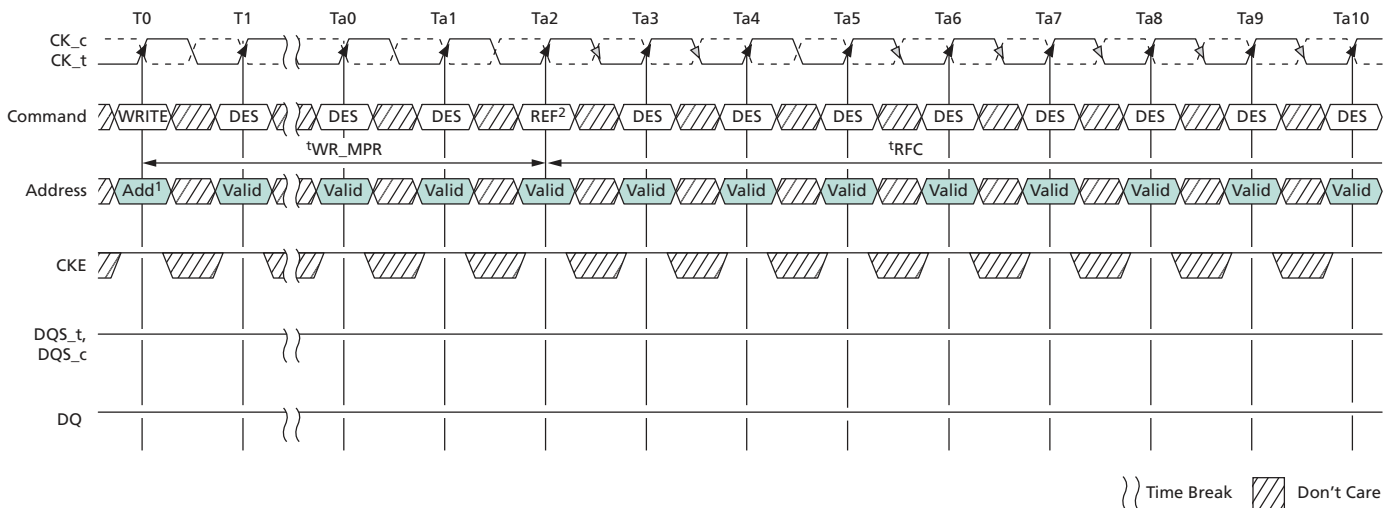 T0 T1 Ta0 Ta1 Ta2 Ta3 Ta4 Ta5 Ta6 Ta7 Ta8 Ta9 Ta10
CK_c
CK_t
Command WRITE DES DES DES REF² DES DES DES DES DES DES DES DES
ᵗWR_MPR ᵗRFC
Address Add¹ Valid Valid Valid Valid Valid Valid Valid Valid Valid Valid Valid Valid
CKE
DQS_t,
DQS_c
DQ
Time Break Don't Care